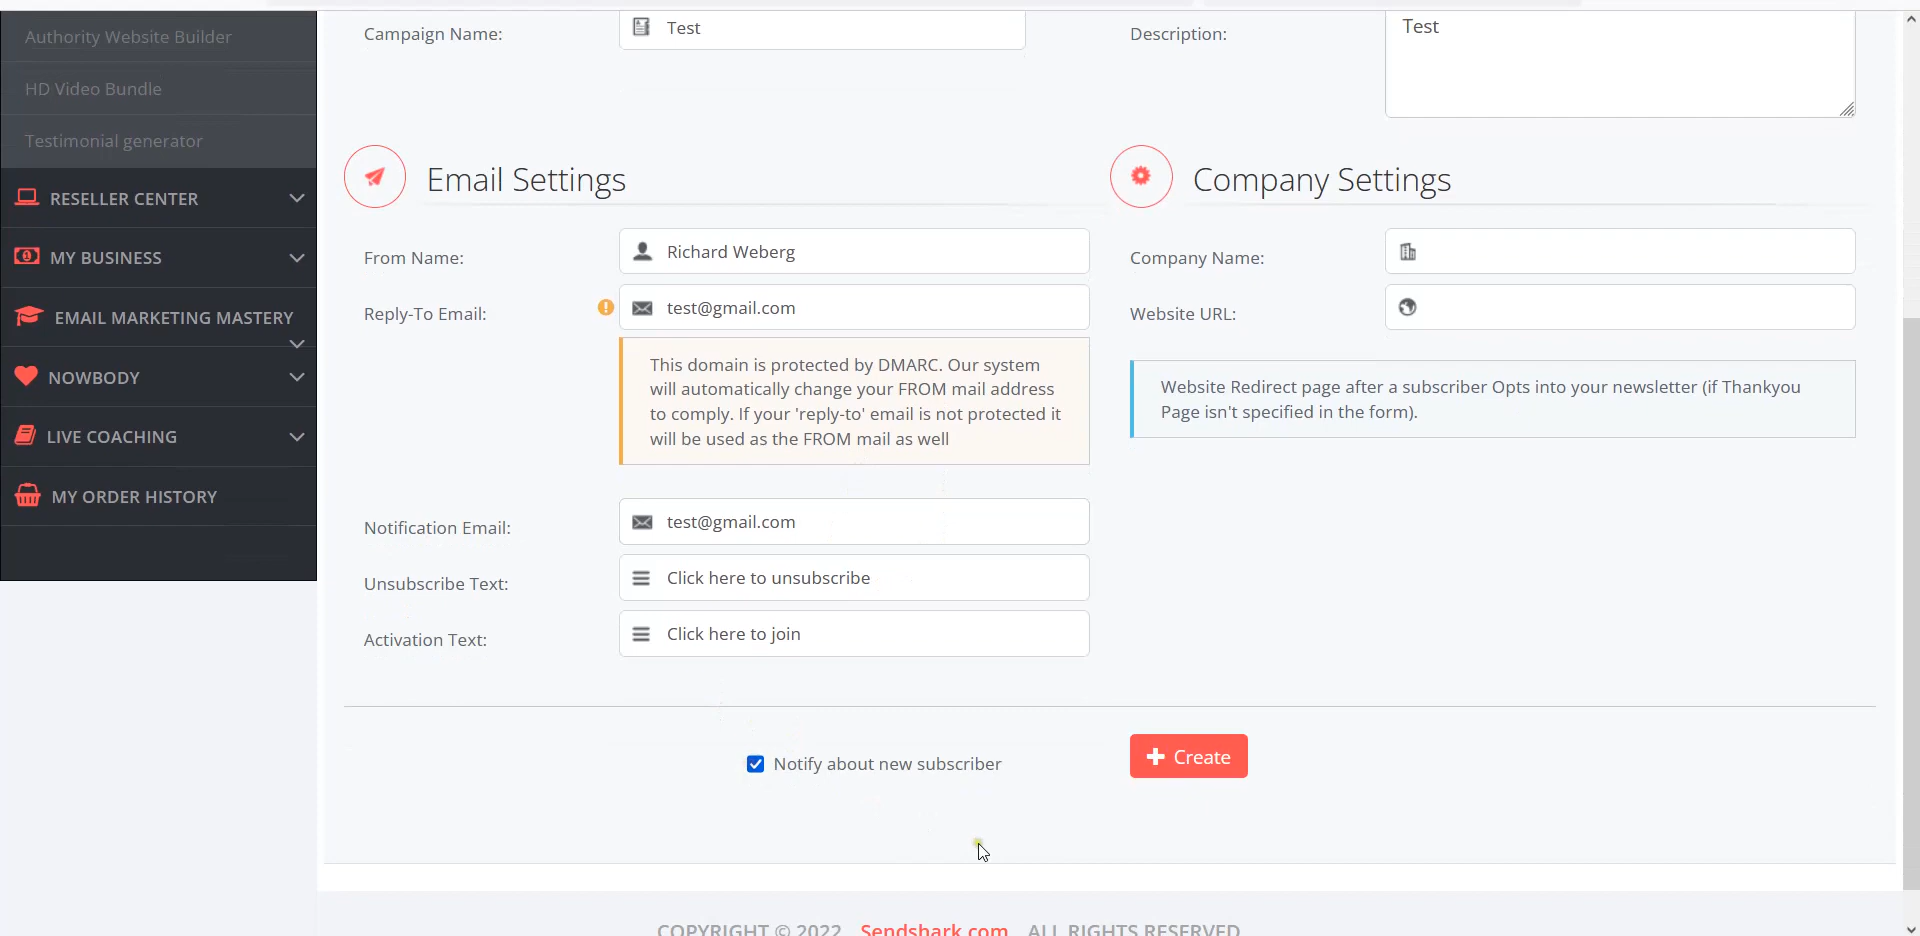 Authority Website Builder
HD Video Bundle
Testimonial generator
RESELLER CENTER
MY BUSINESS
EMAIL MARKETING MASTERY
NOWBODY
LIVE COACHING
MY ORDER HISTORY
Campaign Name:
Test
Description:
Test
Email Settings
From Name:
Richard Weberg
Reply-To Email:
test@gmail.com
This domain is protected by DMARC. Our system
will automatically change your FROM mail address
to comply. If your 'reply-to' email is not protected it
will be used as the FROM mail as well
Notification Email:
test@gmail.com
Unsubscribe Text:
Click here to unsubscribe
Activation Text:
Click here to join
Company Settings
Company Name:
Website URL:
Website Redirect page after a subscriber Opts into your newsletter (if Thankyou
Page isn't specified in the form).
Notify about new subscriber
Create
COPYRIGHT © 2022 Sendshark.com ALL RIGHTS RESERVED